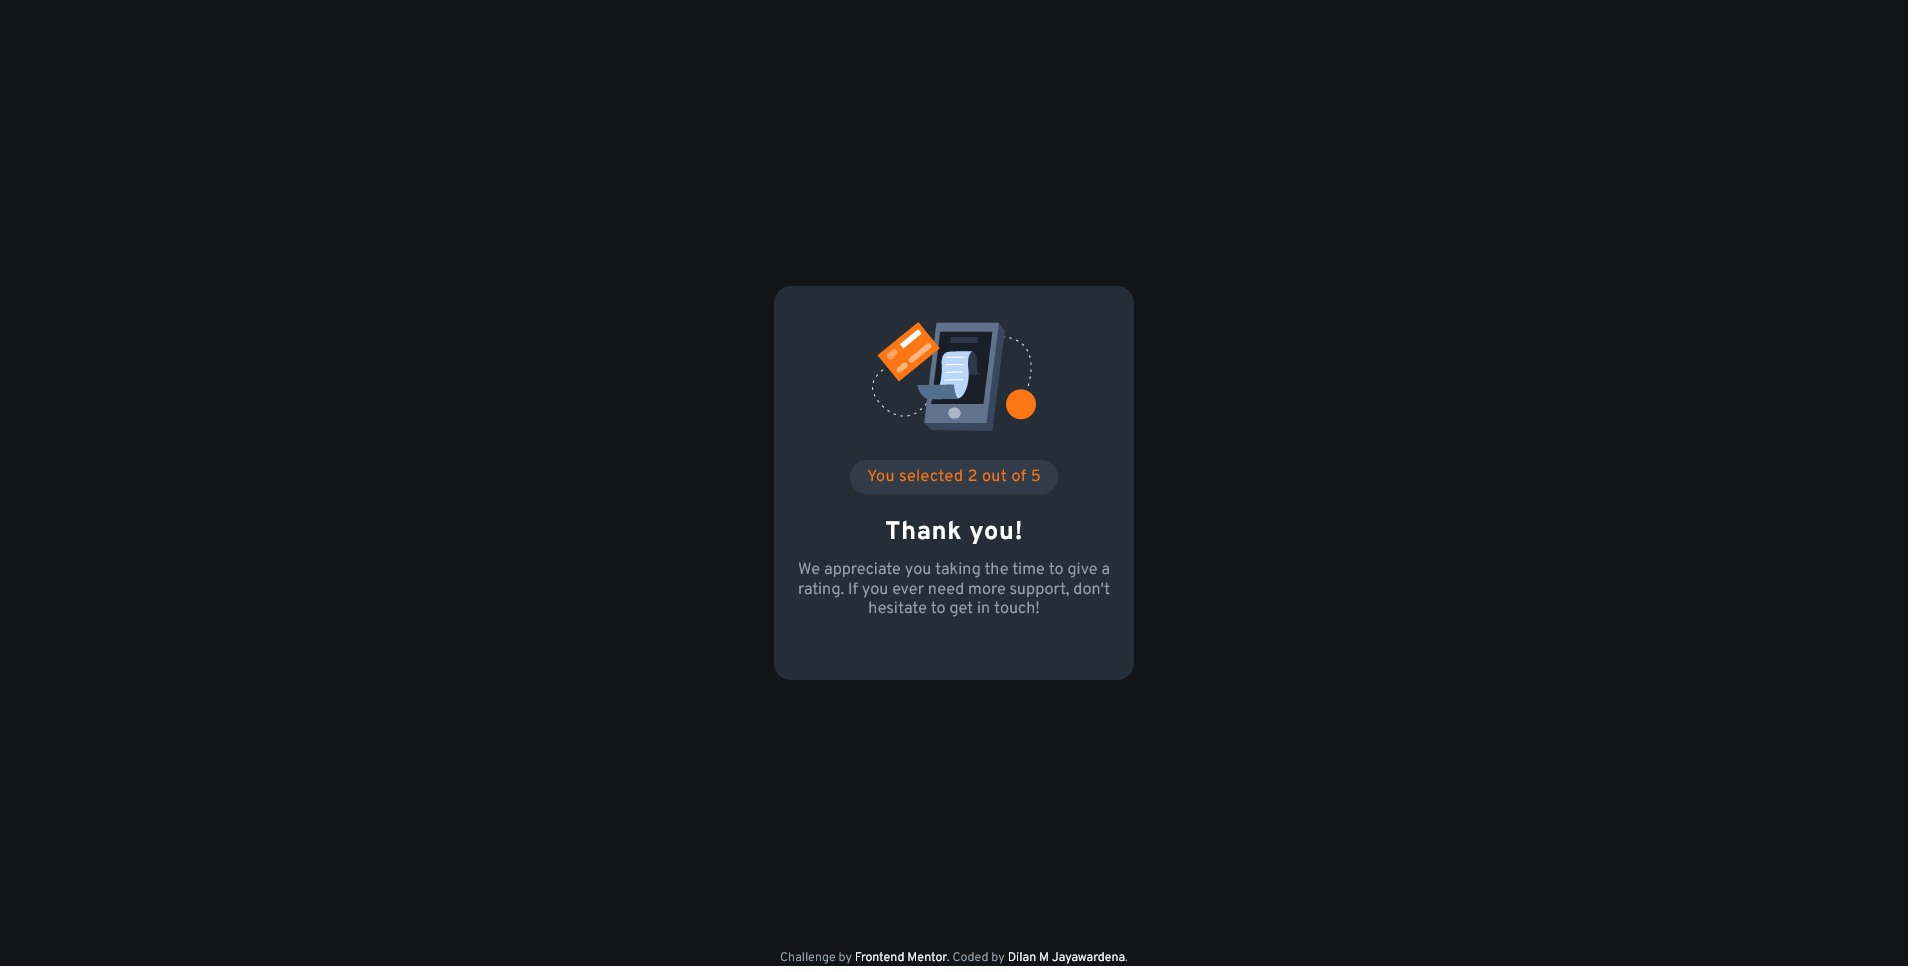 You selected 2 out of 5
Thank you!
We appreciate you taking the time to give a
rating. If you ever need more support, don't
hesitate to get in touch!
Challenge by Frontend Mentor. Coded by Dilan M Jayawardena.